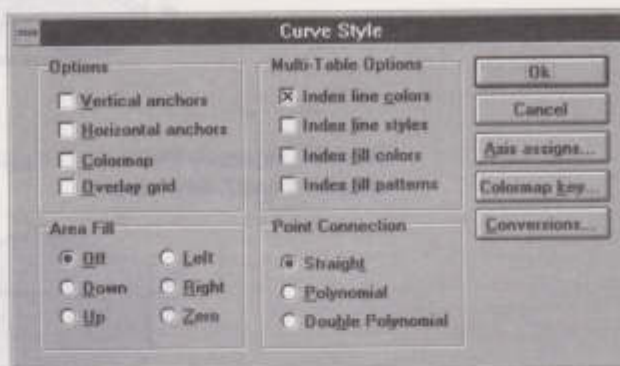 Curve Style
Options
Vertical anchors
Horizontal anchors
Colormap
Overlay grid
Multi-Table Options
Index line colors
Index line styles
Index fill colors
Index fill patterns
Ok
Cancel
Axis assigns...
Colormap key...
Conversions...
Area Fill
Off
Left
Down
Right
Up
Zero
Point Connection
Straight
Polynomial
Double Polynomial